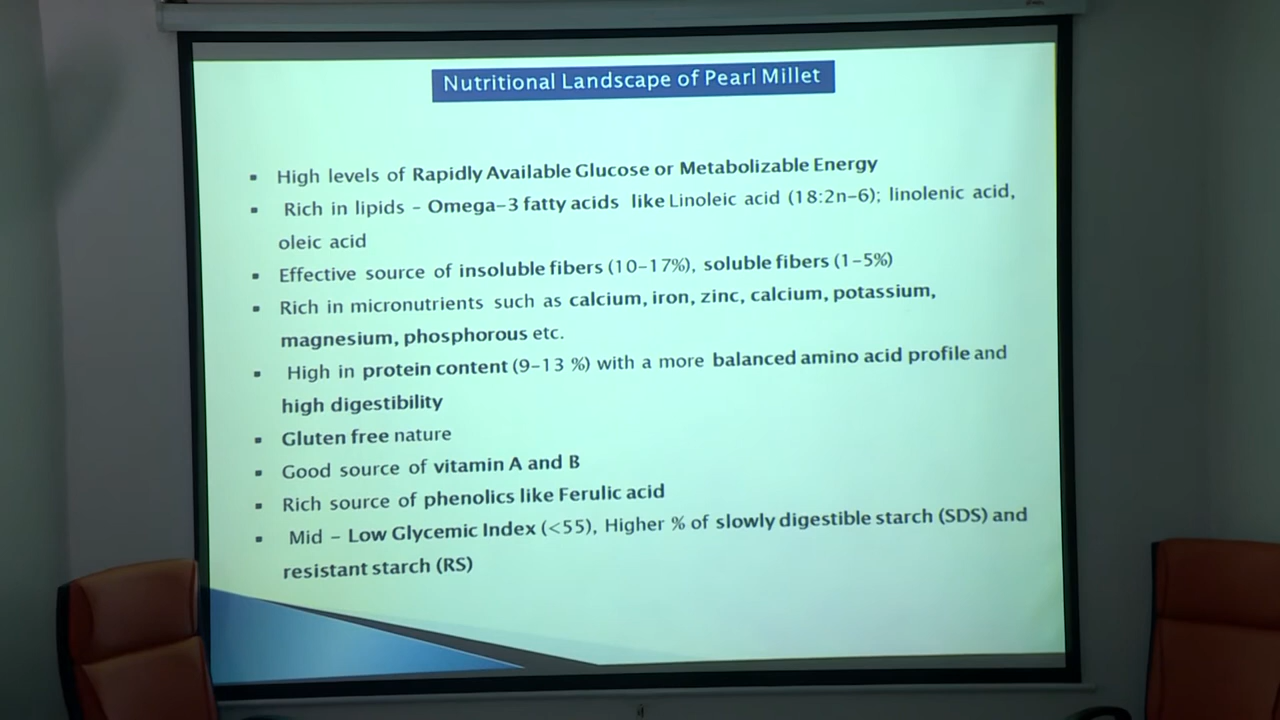 Nutritional Landscape of Pearl Millet
▪ High levels of Rapidly Available Glucose or Metabolizable Energy
▪ Rich in lipids – Omega–3 fatty acids like Linoleic acid (18:2n–6); linolenic acid,
oleic acid
▪ Effective source of insoluble fibers (10–17%), soluble fibers (1–5%)
▪ Rich in micronutrients such as calcium, iron, zinc, calcium, potassium,
magnesium, phosphorous etc.
▪ High in protein content (9–13 %) with a more balanced amino acid profile and
high digestibility
▪ Gluten free nature
▪ Good source of vitamin A and B
▪ Rich source of phenolics like Ferulic acid
▪ Mid – Low Glycemic Index (<55), Higher % of slowly digestible starch (SDS) and
resistant starch (RS)